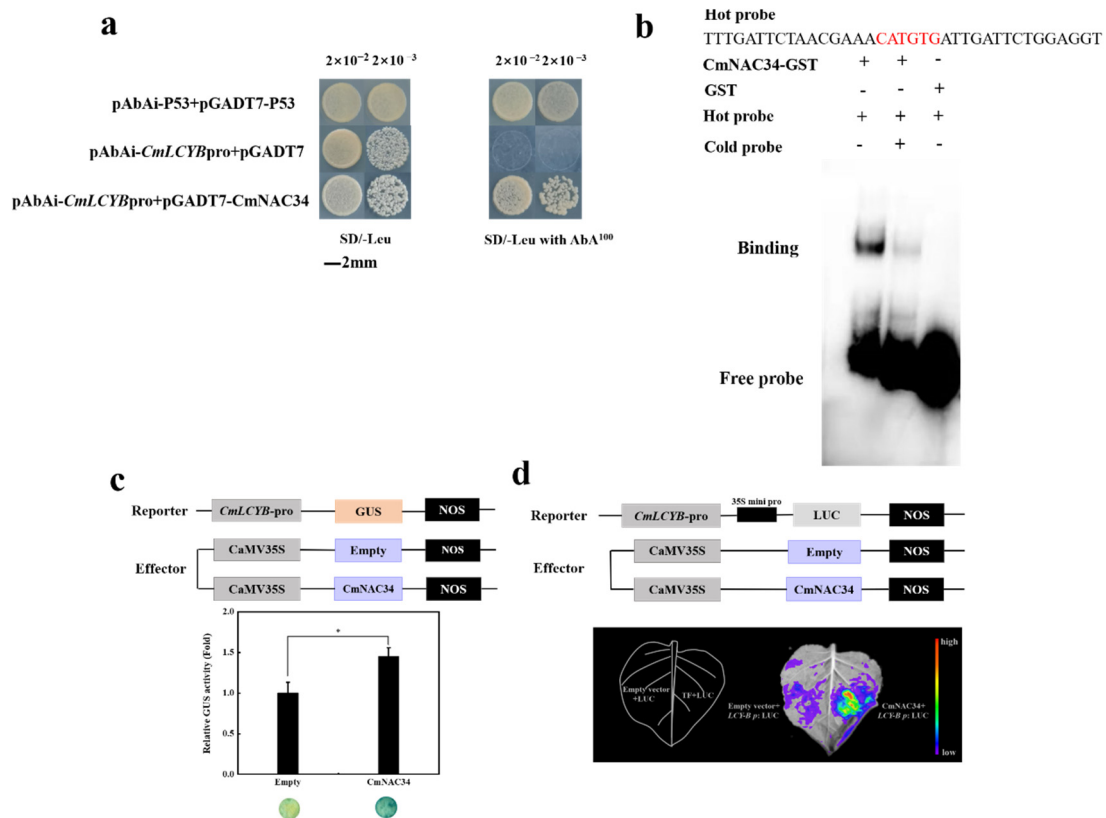 a
2×10⁻² 2×10⁻³ 2×10⁻² 2×10⁻³
pAbAi-P53+pGADT7-P53
pAbAi-CmLCYBpro+pGADT7
pAbAi-CmLCYBpro+pGADT7-CmNAC34
SD/-Leu SD/-Leu with AbA¹⁰⁰
2mm
b
Hot probe
TTTGATTCTAACGAAACATGTGATTGATTCTGGAGGT
CmNAC34-GST + + -
GST - - +
Hot probe + + +
Cold probe - +
Binding
Free probe
c
Reporter CmLCYB-pro GUS NOS
CaMV35S Empty NOS
Effector
CaMV35S CmNAC34 NOS
Relative GUS activity (Fold)
2.0
1.5
1.0
0.5
0.0
*
Empty CmNAC34
d
35S mini pro
Reporter CmLCYB-pro LUC NOS
CaMV35S Empty NOS
Effector
CaMV35S CmNAC34 NOS
Empty vector
+LUC
TF+LUC
Empty vector+
LCY-B p: LUC
CmNAC34+
LCY-B p: LUC
high
low